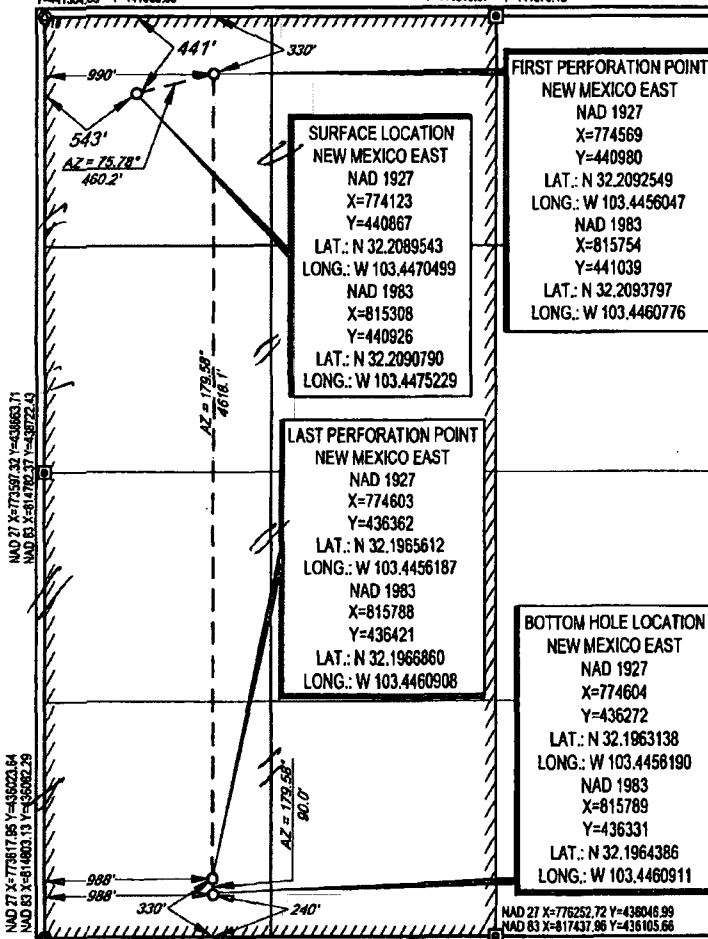 441'
330'
990'
543'
AZ = 75.78°
460.2'
FIRST PERFORATION POINT
NEW MEXICO EAST
NAD 1927
X=774569
Y=440980
LAT.: N 32.2092549
LONG.: W 103.4456047
NAD 1983
X=815754
Y=441039
LAT.: N 32.2093797
LONG.: W 103.4460776
SURFACE LOCATION
NEW MEXICO EAST
NAD 1927
X=774123
Y=440867
LAT.: N 32.2089543
LONG.: W 103.4470499
NAD 1983
X=815308
Y=440926
LAT.: N 32.2090790
LONG.: W 103.4475229
AZ = 179.58°
4618.1'
NAD 27 X=773597.32 Y=438663.71
NAD 83 X=814782.37 Y=438722.43
LAST PERFORATION POINT
NEW MEXICO EAST
NAD 1927
X=774603
Y=436362
LAT.: N 32.1965612
LONG.: W 103.4456187
NAD 1983
X=815788
Y=436421
LAT.: N 32.1966860
LONG.: W 103.4460908
BOTTOM HOLE LOCATION
NEW MEXICO EAST
NAD 1927
X=774604
Y=436272
LAT.: N 32.1963138
LONG.: W 103.4456190
NAD 1983
X=815789
Y=436331
LAT.: N 32.1964386
LONG.: W 103.4460911
AZ = 179.58°
90.0'
NAD 27 X=773617.95 Y=436023.64
NAD 83 X=814803.13 Y=436082.29
988'
988'
330'
240'
NAD 27 X=776252.72 Y=436046.99
NAD 83 X=817437.96 Y=436105.66